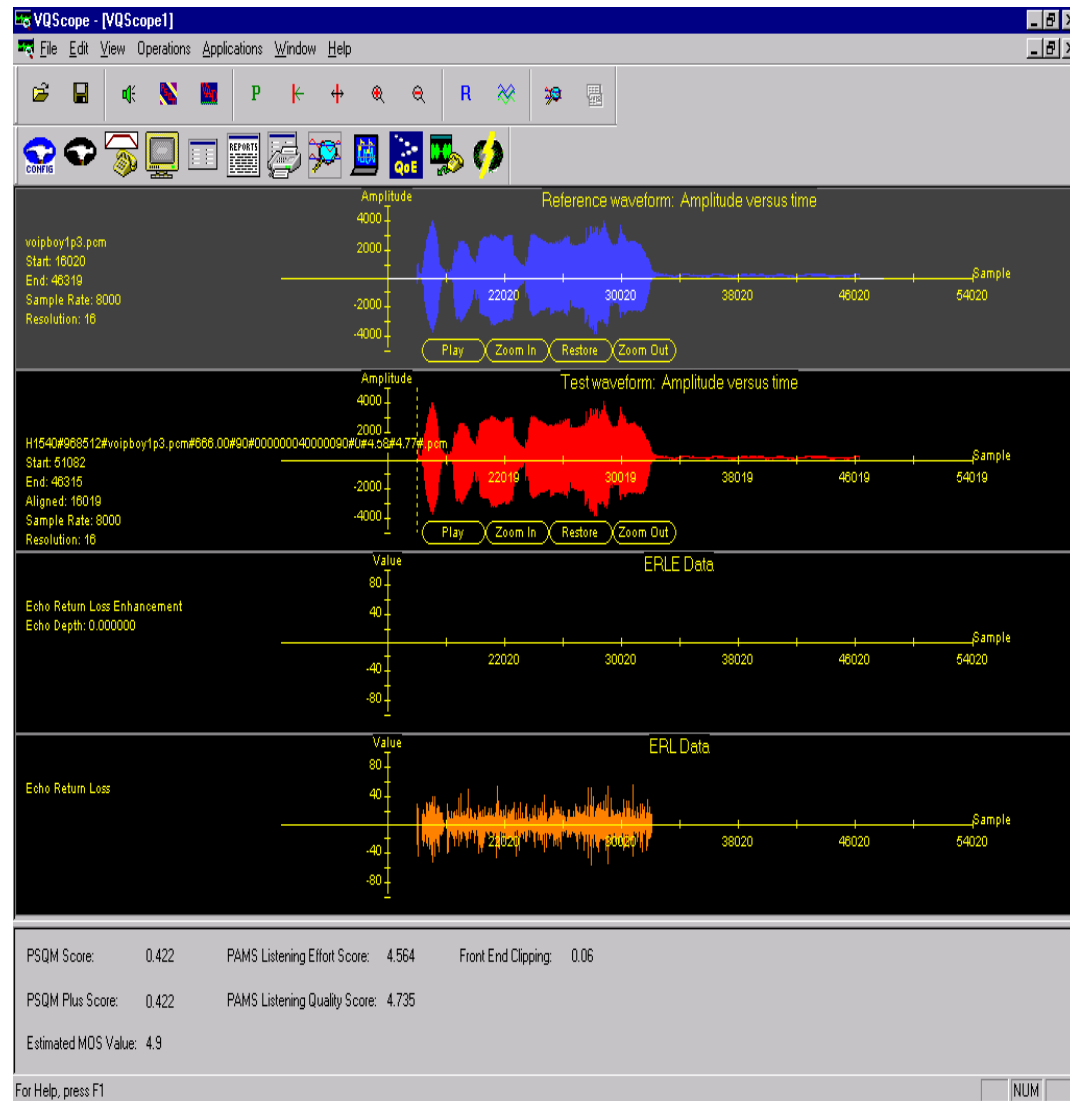 VQScope - [VQScope1]
File Edit View Operations Applications Window Help
P R
CONFIG REPORTS QoE
Amplitude
Reference waveform: Amplitude versus time
4000
2000
-2000
-4000
voipboy1p3.pcm
Start: 16020
End: 46319
Sample Rate: 8000
Resolution: 16
Sample
22020 30020 38020 46020 54020
Play Zoom In Restore Zoom Out
Amplitude
Test waveform: Amplitude versus time
4000
2000
-2000
-4000
H1540#968512#voipboy1p3.pcm#666.00#90#000000040000090#0#4.58#4.77#.pcm
Start: 51082
End: 46315
Aligned: 16019
Sample Rate: 8000
Resolution: 16
Sample
22019 30019 38019 46019 54019
Play Zoom In Restore Zoom Out
Value
ERLE Data
80
40
-40
-80
Echo Return Loss Enhancement
Echo Depth: 0.000000
Sample
22020 30020 38020 46020 54020
Value
ERL Data
80
40
-40
-80
Echo Return Loss
Sample
22020 30020 38020 46020 54020
PSQM Score: 0.422 PAMS Listening Effort Score: 4.564 Front End Clipping: 0.06
PSQM Plus Score: 0.422 PAMS Listening Quality Score: 4.735
Estimated MOS Value: 4.9
For Help, press F1
NUM